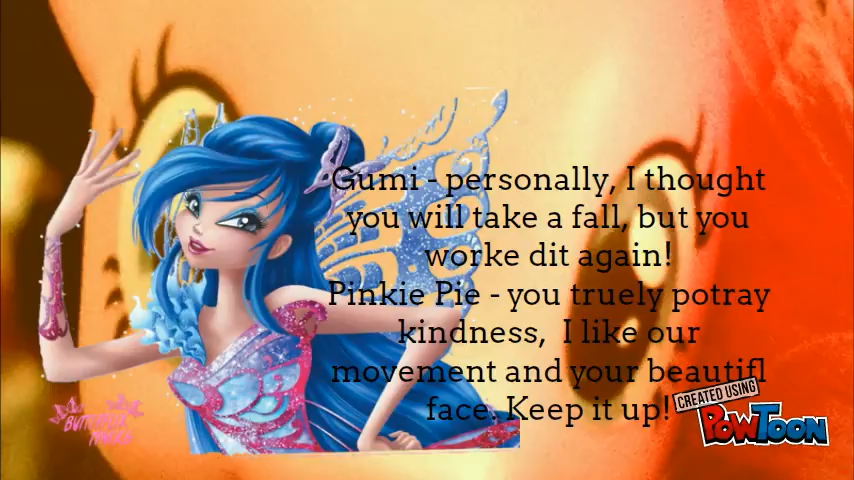 Gumi - personally, I thought
you will take a fall, but you
worke dit again!
Pinkie Pie - you truely potray
kindness,  I like our
movement and your beautifl
face. Keep it up!
CREATED USING
POWTOON